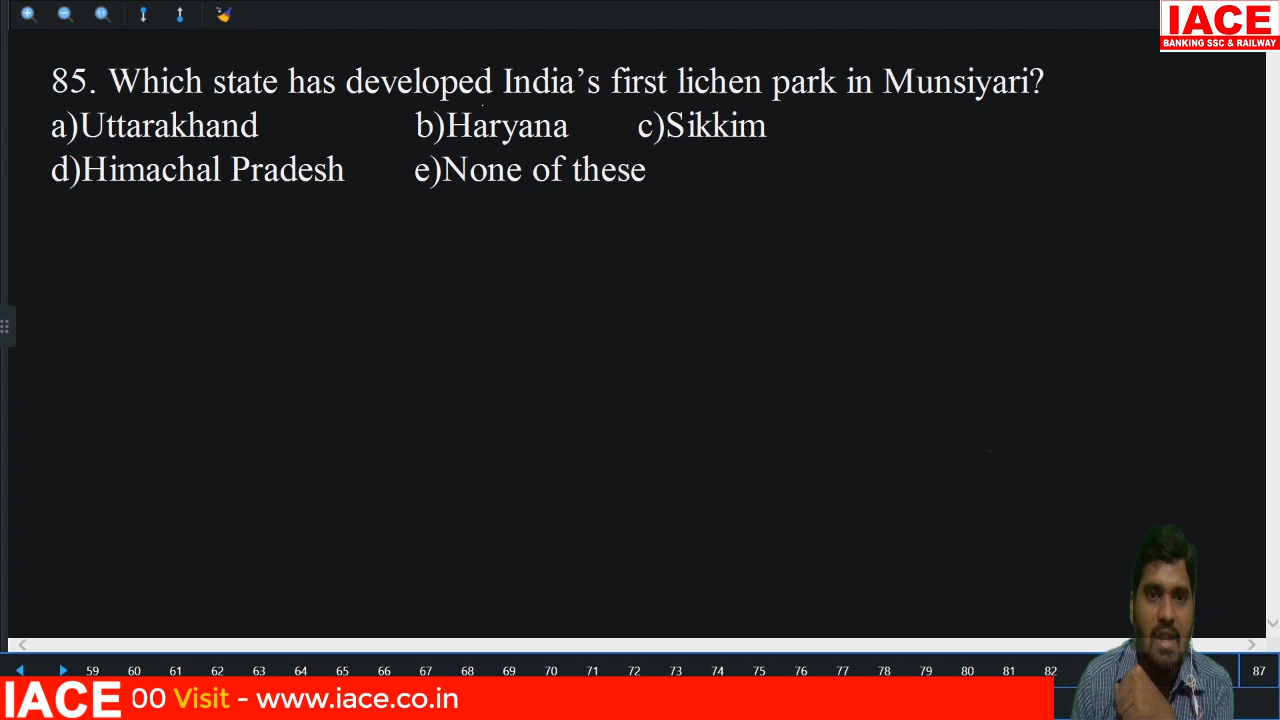 IACE
BANKING SSC & RAILWAY
85. Which state has developed India’s first lichen park in Munsiyari?
a)Uttarakhand b)Haryana c)Sikkim
d)Himachal Pradesh e)None of these
59 60 61 62 63 64 65 66 67 68 69 70 71 72 73 74 75 76 77 78 79 80 81 82 87
IACE 00 Visit - www.iace.co.in